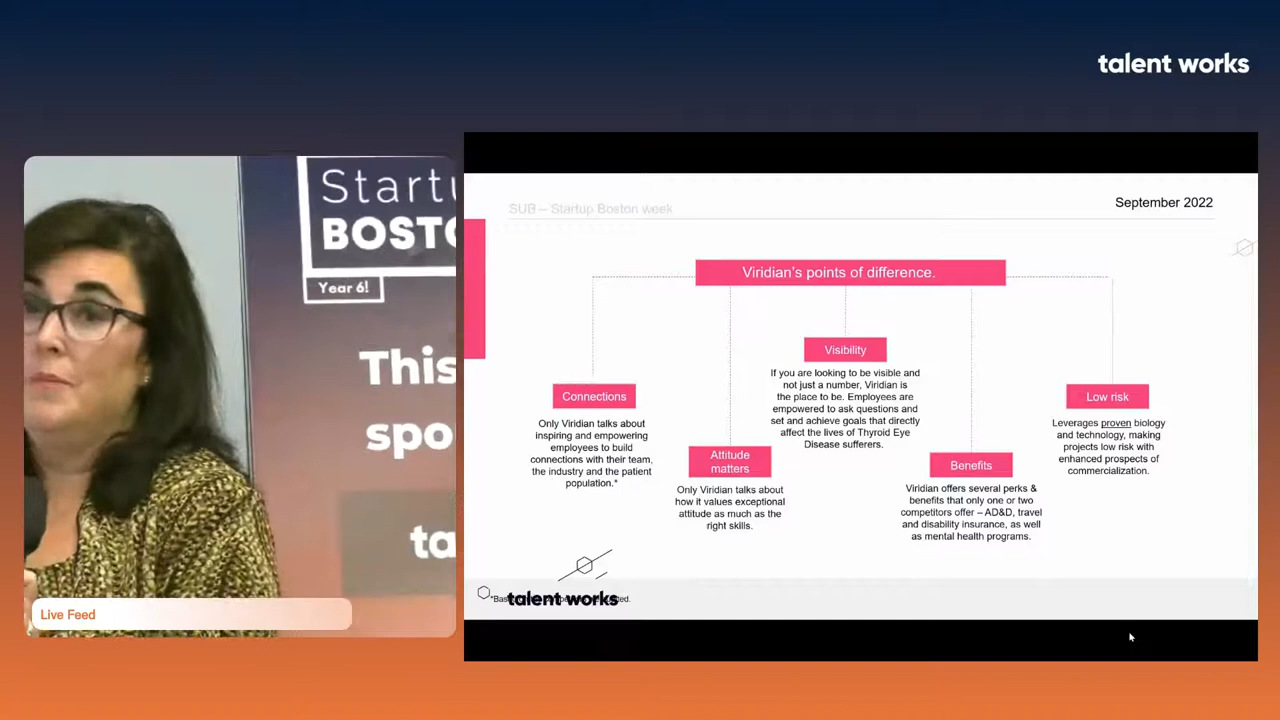 talent works
Startu
BOSTO
Year 6!
This
spo
ta
Live Feed
SUB – Startup Boston week
September 2022
Viridian's points of difference.
Connections
Only Viridian talks about
inspiring and empowering
employees to build
connections with their team,
the industry and the patient
population.*
Attitude
matters
Only Viridian talks about
how it values exceptional
attitude as much as the
right skills.
Visibility
If you are looking to be visible and
not just a number, Viridian is
the place to be. Employees are
empowered to ask questions and
set and achieve goals that directly
affect the lives of Thyroid Eye
Disease sufferers.
Benefits
Viridian offers several perks &
benefits that only one or two
competitors offer – AD&D, travel
and disability insurance, as well
as mental health programs.
Low risk
Leverages proven biology
and technology, making
projects low risk with
enhanced prospects of
commercialization.
talent works